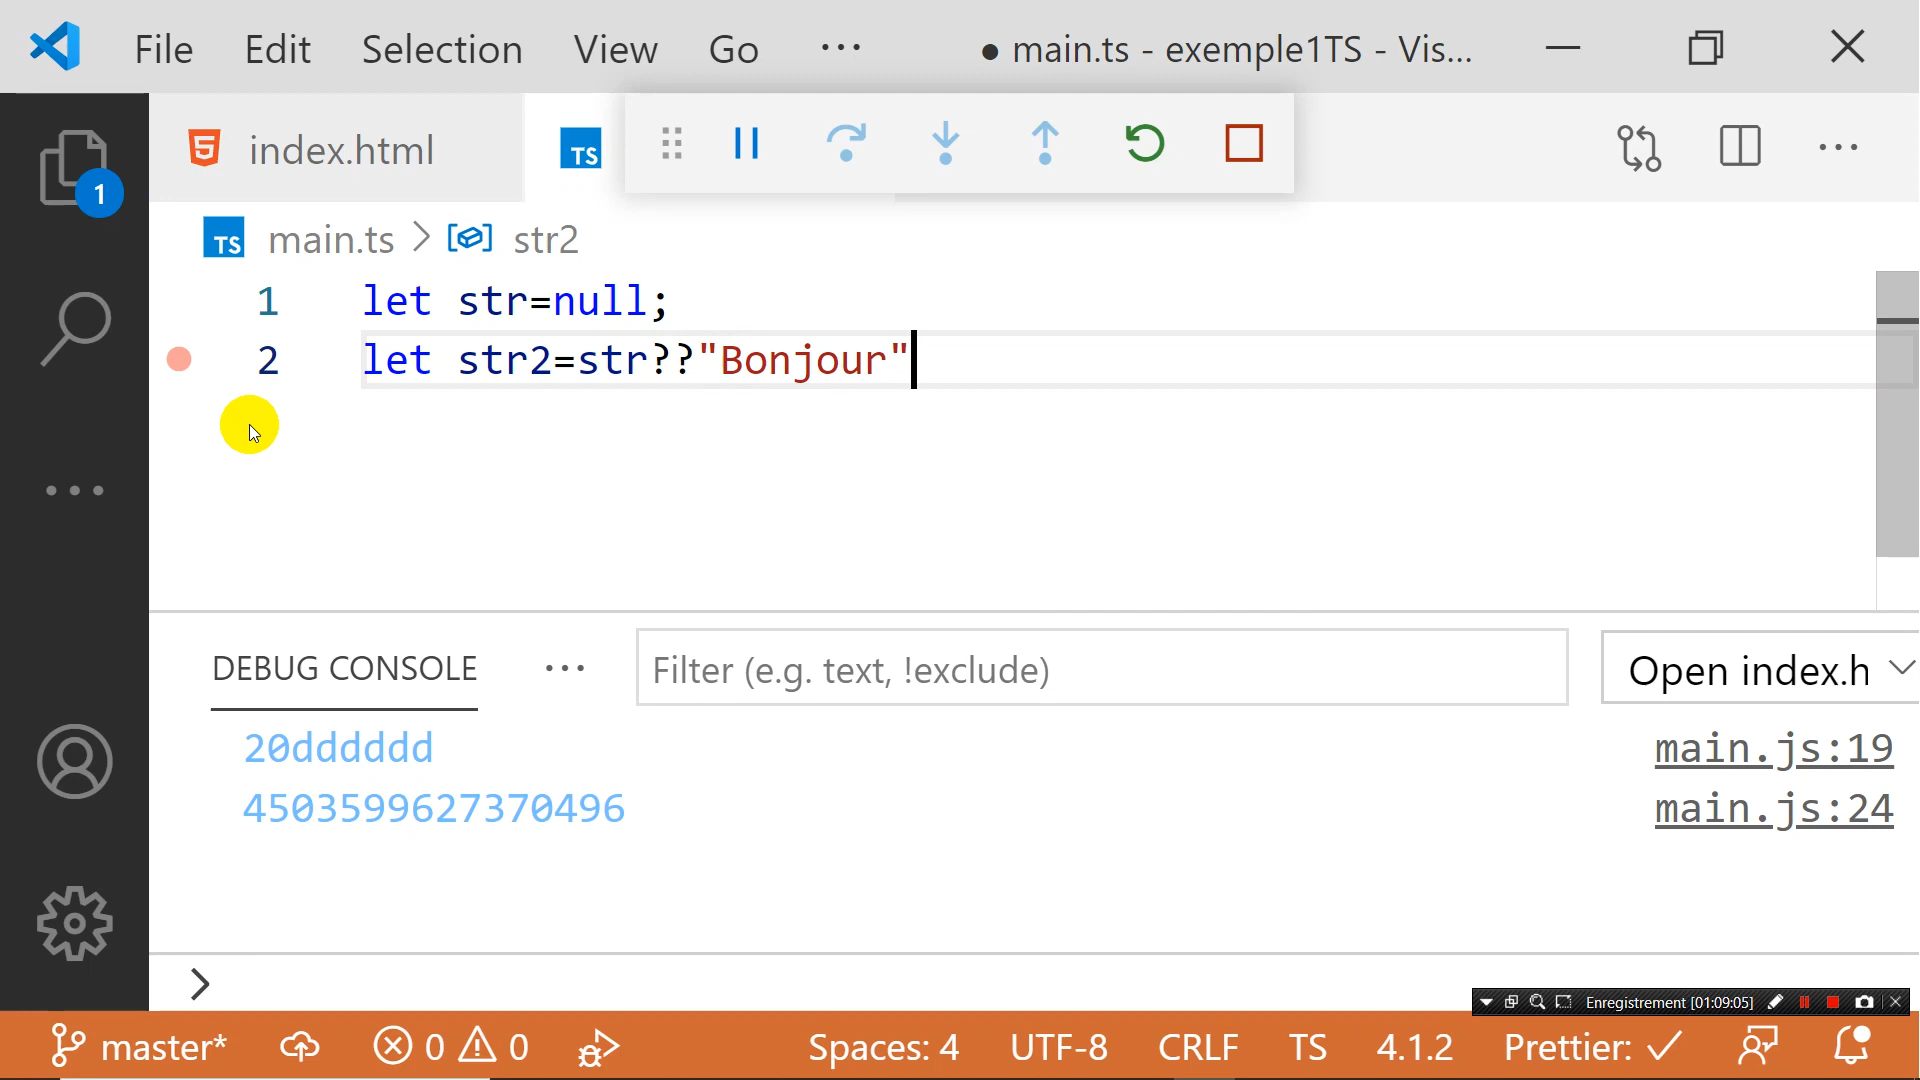 File Edit Selection View Go ··· ● main.ts - exemple1TS - Vis...
index.html TS
1
TS main.ts > str2
1 let str=null;
2 let str2=str??"Bonjour"
DEBUG CONSOLE ··· Filter (e.g. text, !exclude) Open index.h
20dddddd main.js:19
4503599627370496 main.js:24
>
Enregistrement [01:09:05]
master* 0 0 Spaces: 4 UTF-8 CRLF TS 4.1.2 Prettier: ✓